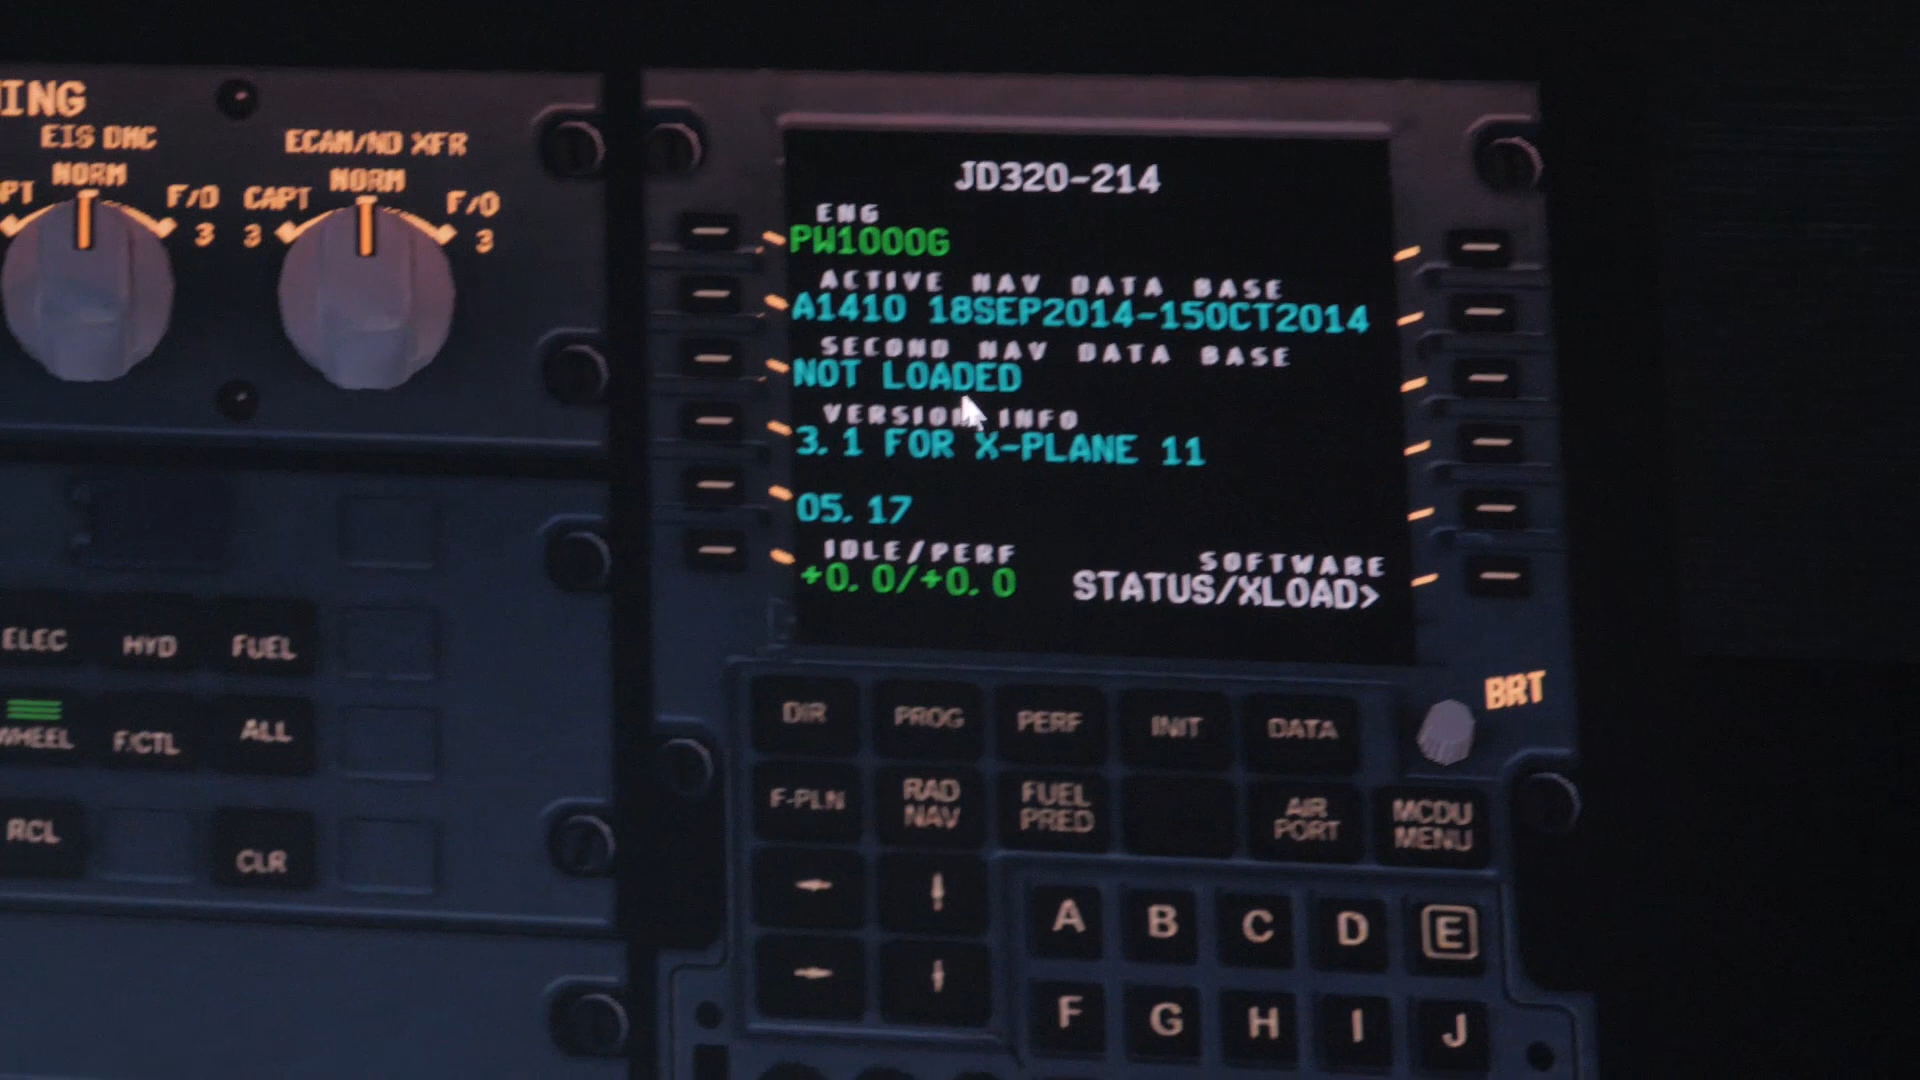 ING
EIS DMC
NORM
PT
F/O
3
ECAM/ND XFR
NORM
CAPT
F/O
3
3
JD320-214
ENG
PW1000G
ACTIVE NAV DATA BASE
A1410 18SEP2014-15OCT2014
SECOND NAV DATA BASE
NOT LOADED
VERSION INFO
3.1 FOR X-PLANE 11
05.17
IDLE/PERF
+0.0/+0.0
SOFTWARE
STATUS/XLOAD>
BRT
ELEC
HYD
FUEL
WHEEL
F/CTL
ALL
RCL
CLR
DIR
PROG
PERF
INIT
DATA
F-PLN
RAD
NAV
FUEL
PRED
AIR
PORT
MCDU
MENU
A
B
C
D
E
F
G
H
I
J